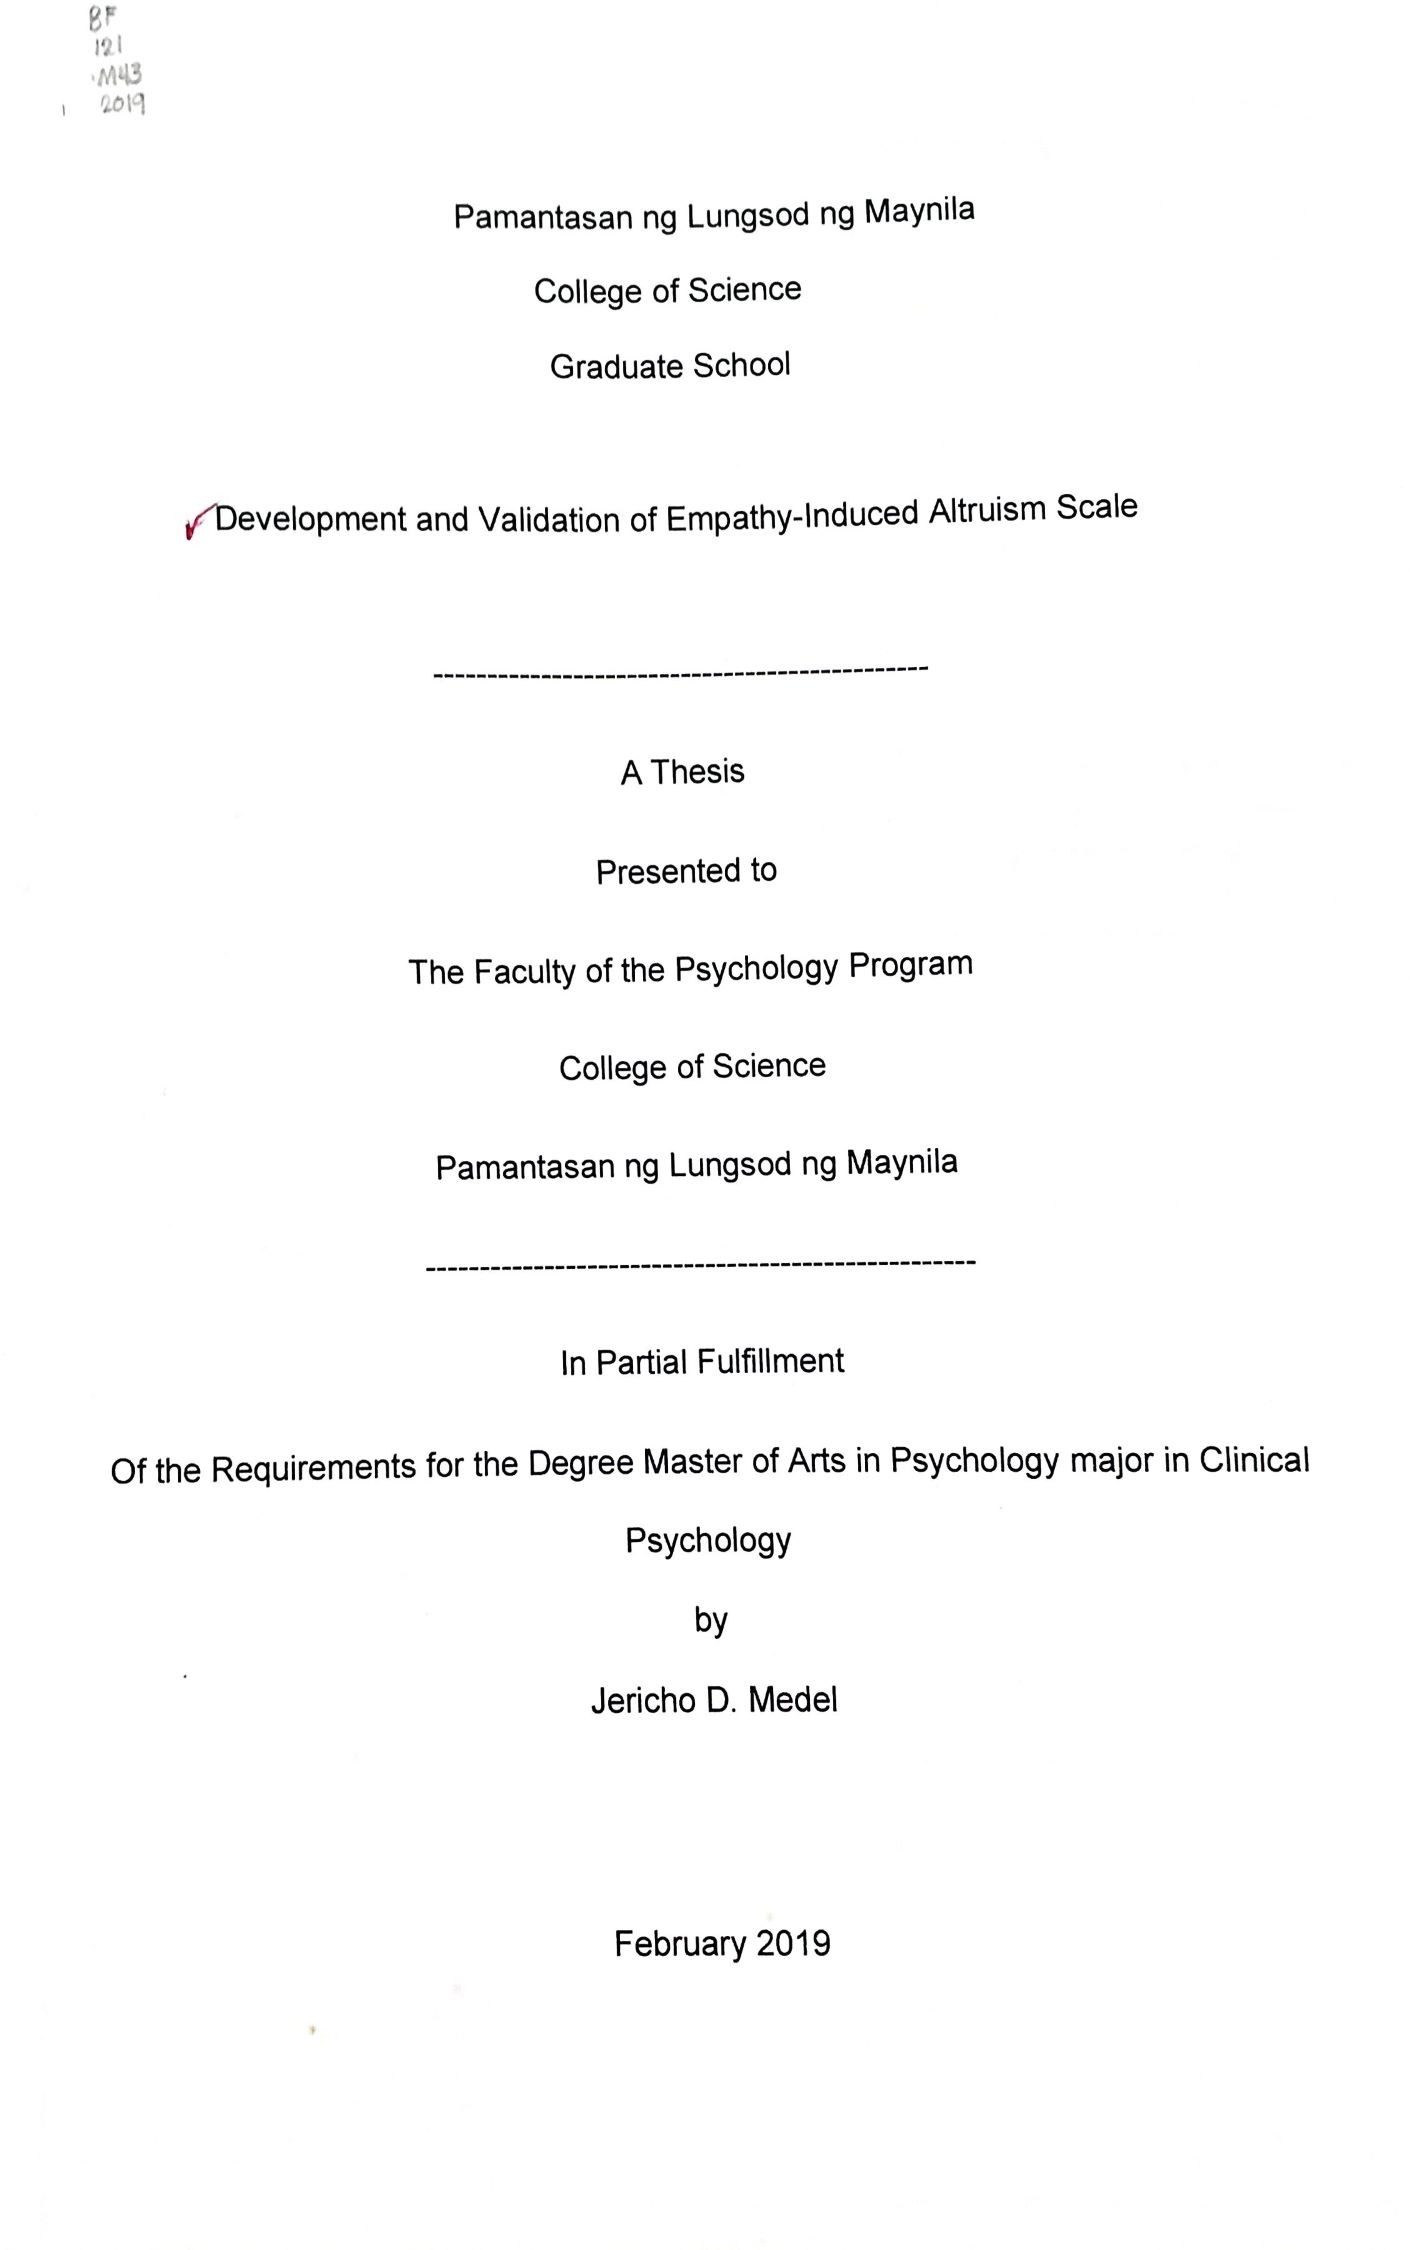 BF
121
.M43
2019
Pamantasan ng Lungsod ng Maynila
College of Science
Graduate School
Development and Validation of Empathy-Induced Altruism Scale
----------------------------------------------
A Thesis
Presented to
The Faculty of the Psychology Program
College of Science
Pamantasan ng Lungsod ng Maynila
---------------------------------------------------
In Partial Fulfillment
Of the Requirements for the Degree Master of Arts in Psychology major in Clinical
Psychology
by
Jericho D. Medel
February 2019